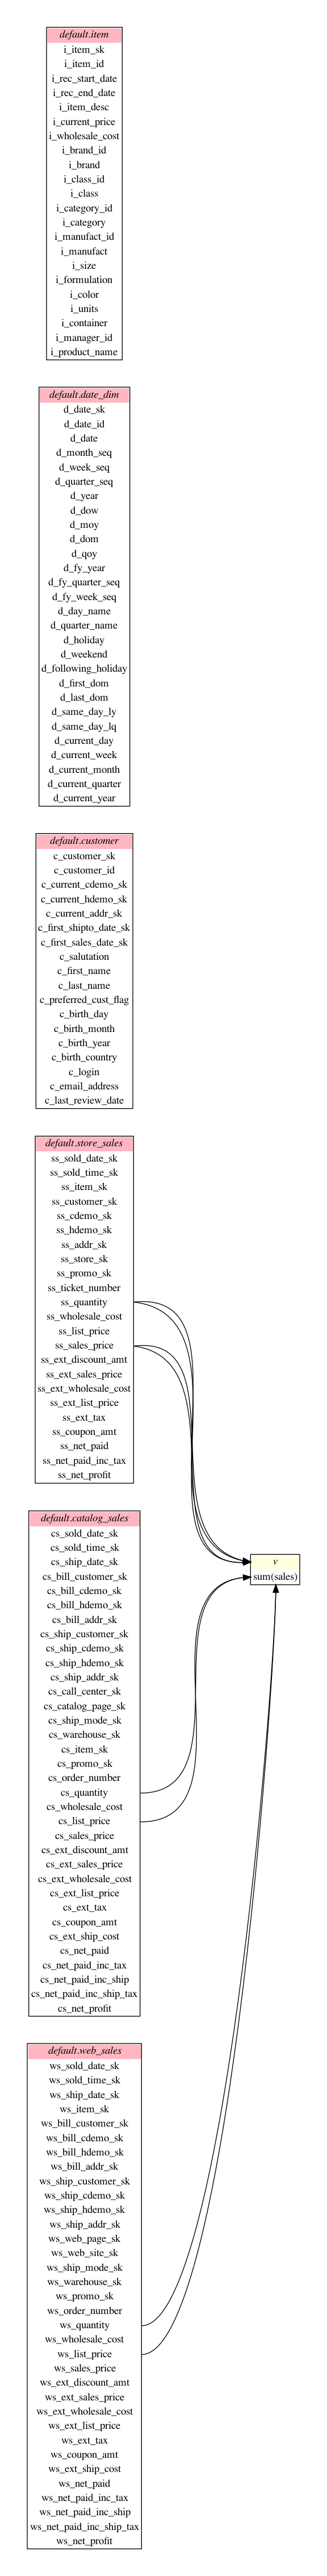 default.item
i_item_sk
i_item_id
i_rec_start_date
i_rec_end_date
i_item_desc
i_current_price
i_wholesale_cost
i_brand_id
i_brand
i_class_id
i_class
i_category_id
i_category
i_manufact_id
i_manufact
i_size
i_formulation
i_color
i_units
i_container
i_manager_id
i_product_name
default.date_dim
d_date_sk
d_date_id
d_date
d_month_seq
d_week_seq
d_quarter_seq
d_year
d_dow
d_moy
d_dom
d_qoy
d_fy_year
d_fy_quarter_seq
d_fy_week_seq
d_day_name
d_quarter_name
d_holiday
d_weekend
d_following_holiday
d_first_dom
d_last_dom
d_same_day_ly
d_same_day_lq
d_current_day
d_current_week
d_current_month
d_current_quarter
d_current_year
default.customer
c_customer_sk
c_customer_id
c_current_cdemo_sk
c_current_hdemo_sk
c_current_addr_sk
c_first_shipto_date_sk
c_first_sales_date_sk
c_salutation
c_first_name
c_last_name
c_preferred_cust_flag
c_birth_day
c_birth_month
c_birth_year
c_birth_country
c_login
c_email_address
c_last_review_date
default.store_sales
ss_sold_date_sk
ss_sold_time_sk
ss_item_sk
ss_customer_sk
ss_cdemo_sk
ss_hdemo_sk
ss_addr_sk
ss_store_sk
ss_promo_sk
ss_ticket_number
ss_quantity
ss_wholesale_cost
ss_list_price
ss_sales_price
ss_ext_discount_amt
ss_ext_sales_price
ss_ext_wholesale_cost
ss_ext_list_price
ss_ext_tax
ss_coupon_amt
ss_net_paid
ss_net_paid_inc_tax
ss_net_profit
default.catalog_sales
cs_sold_date_sk
cs_sold_time_sk
cs_ship_date_sk
cs_bill_customer_sk
cs_bill_cdemo_sk
cs_bill_hdemo_sk
cs_bill_addr_sk
cs_ship_customer_sk
cs_ship_cdemo_sk
cs_ship_hdemo_sk
cs_ship_addr_sk
cs_call_center_sk
cs_catalog_page_sk
cs_ship_mode_sk
cs_warehouse_sk
cs_item_sk
cs_promo_sk
cs_order_number
cs_quantity
cs_wholesale_cost
cs_list_price
cs_sales_price
cs_ext_discount_amt
cs_ext_sales_price
cs_ext_wholesale_cost
cs_ext_list_price
cs_ext_tax
cs_coupon_amt
cs_ext_ship_cost
cs_net_paid
cs_net_paid_inc_tax
cs_net_paid_inc_ship
cs_net_paid_inc_ship_tax
cs_net_profit
default.web_sales
ws_sold_date_sk
ws_sold_time_sk
ws_ship_date_sk
ws_item_sk
ws_bill_customer_sk
ws_bill_cdemo_sk
ws_bill_hdemo_sk
ws_bill_addr_sk
ws_ship_customer_sk
ws_ship_cdemo_sk
ws_ship_hdemo_sk
ws_ship_addr_sk
ws_web_page_sk
ws_web_site_sk
ws_ship_mode_sk
ws_warehouse_sk
ws_promo_sk
ws_order_number
ws_quantity
ws_wholesale_cost
ws_list_price
ws_sales_price
ws_ext_discount_amt
ws_ext_sales_price
ws_ext_wholesale_cost
ws_ext_list_price
ws_ext_tax
ws_coupon_amt
ws_ext_ship_cost
ws_net_paid
ws_net_paid_inc_tax
ws_net_paid_inc_ship
ws_net_paid_inc_ship_tax
ws_net_profit
v
sum(sales)